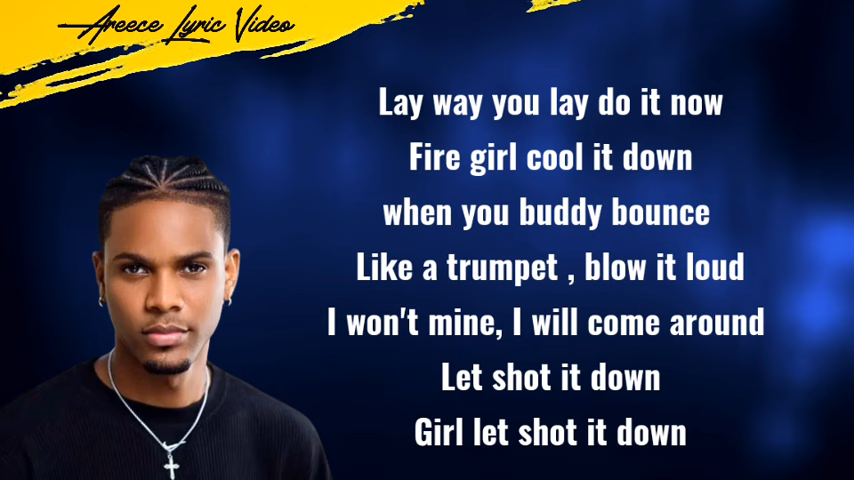 Areece Lyric Video
Lay way you lay do it now
Fire girl cool it down
when you buddy bounce
Like a trumpet , blow it loud
I won't mine, I will come around
Let shot it down
Girl let shot it down